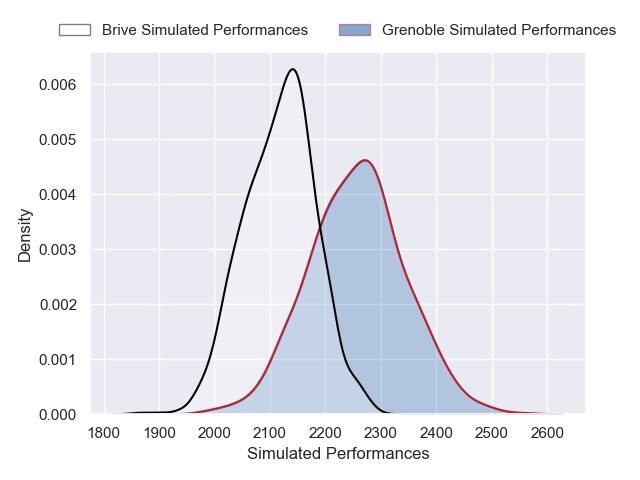 Brive Simulated Performances Grenoble Simulated Performances
0.006
0.005
0.004
0.003
0.002
0.001
0.000
Density
1800 1900 2000 2100 2200 2300 2400 2500 2600
Simulated Performances